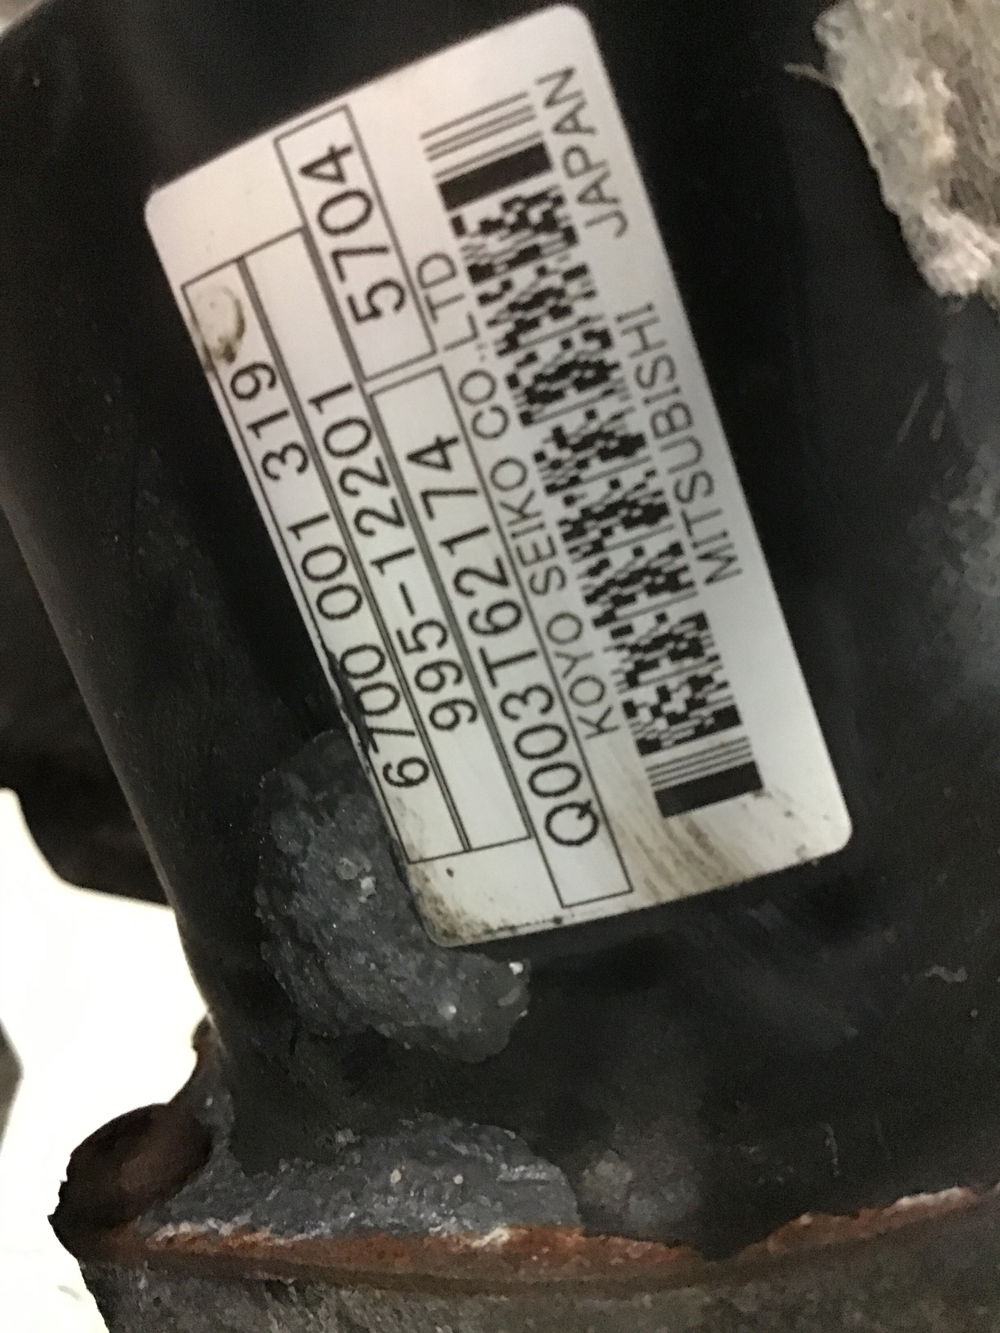 6700 001 319
995-12201
Q003T62174 5704
KOYO SEIKO CO.,LTD
MITSUBISHI JAPAN